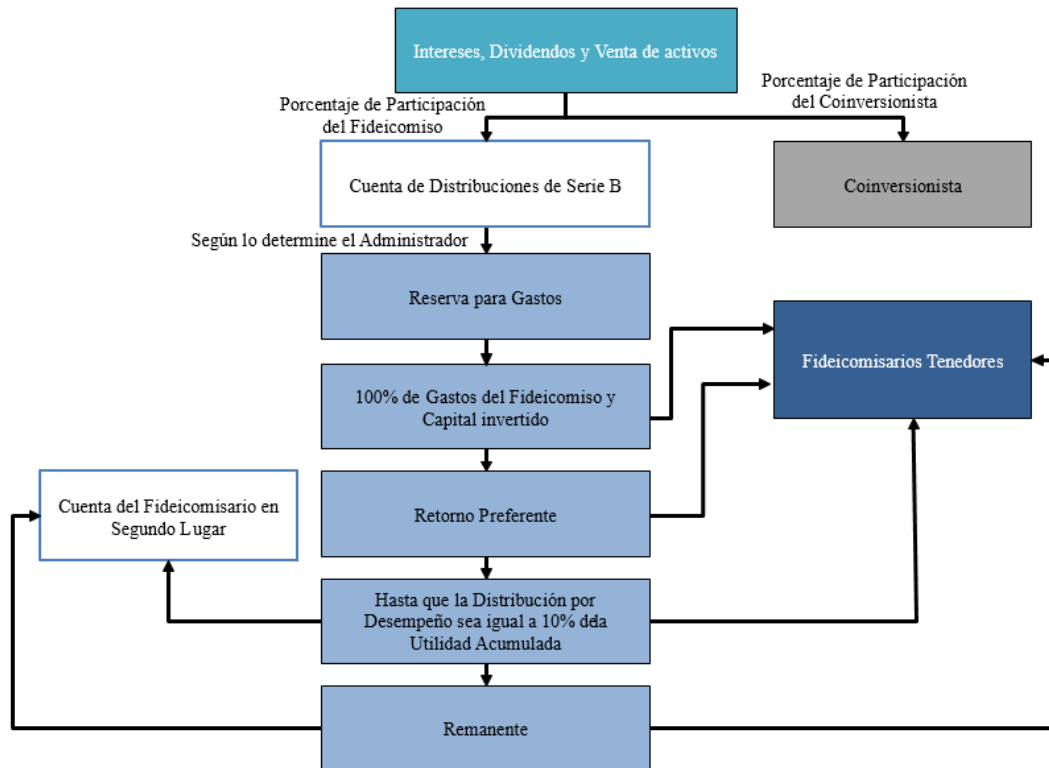 Intereses, Dividendos y Venta de activos
Porcentaje de Participación
del Fideicomiso
Porcentaje de Participación
del Coinversionista
Cuenta de Distribuciones de Serie B
Coinversionista
Según lo determine el Administrador
Reserva para Gastos
Fideicomisarios Tenedores
100% de Gastos del Fideicomiso y
Capital invertido
Cuenta del Fideicomisario en
Segundo Lugar
Retorno Preferente
Hasta que la Distribución por
Desempeño sea igual a 10% dela
Utilidad Acumulada
Remanente